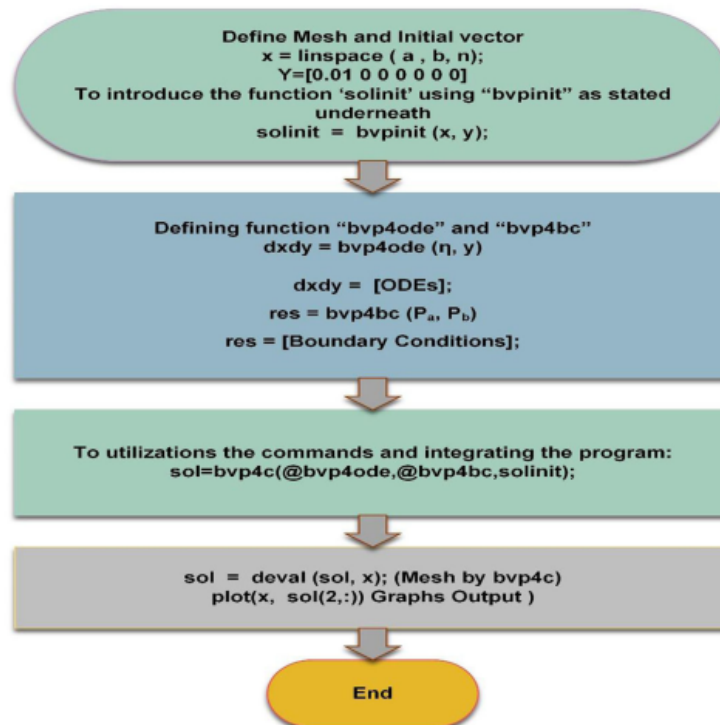 Define Mesh and Initial vector
x = linspace ( a , b, n);
Y=[0.01 0 0 0 0 0 0]
To introduce the function ‘solinit’ using “bvpinit” as stated
underneath
solinit = bvpinit (x, y);
Defining function “bvp4ode” and “bvp4bc”
dxdy = bvp4ode (η, y)
dxdy = [ODEs];
res = bvp4bc (Pₐ, P_b)
res = [Boundary Conditions];
To utilizations the commands and integrating the program:
sol=bvp4c(@bvp4ode,@bvp4bc,solinit);
sol = deval (sol, x); (Mesh by bvp4c)
plot(x, sol(2,:)) Graphs Output )
End